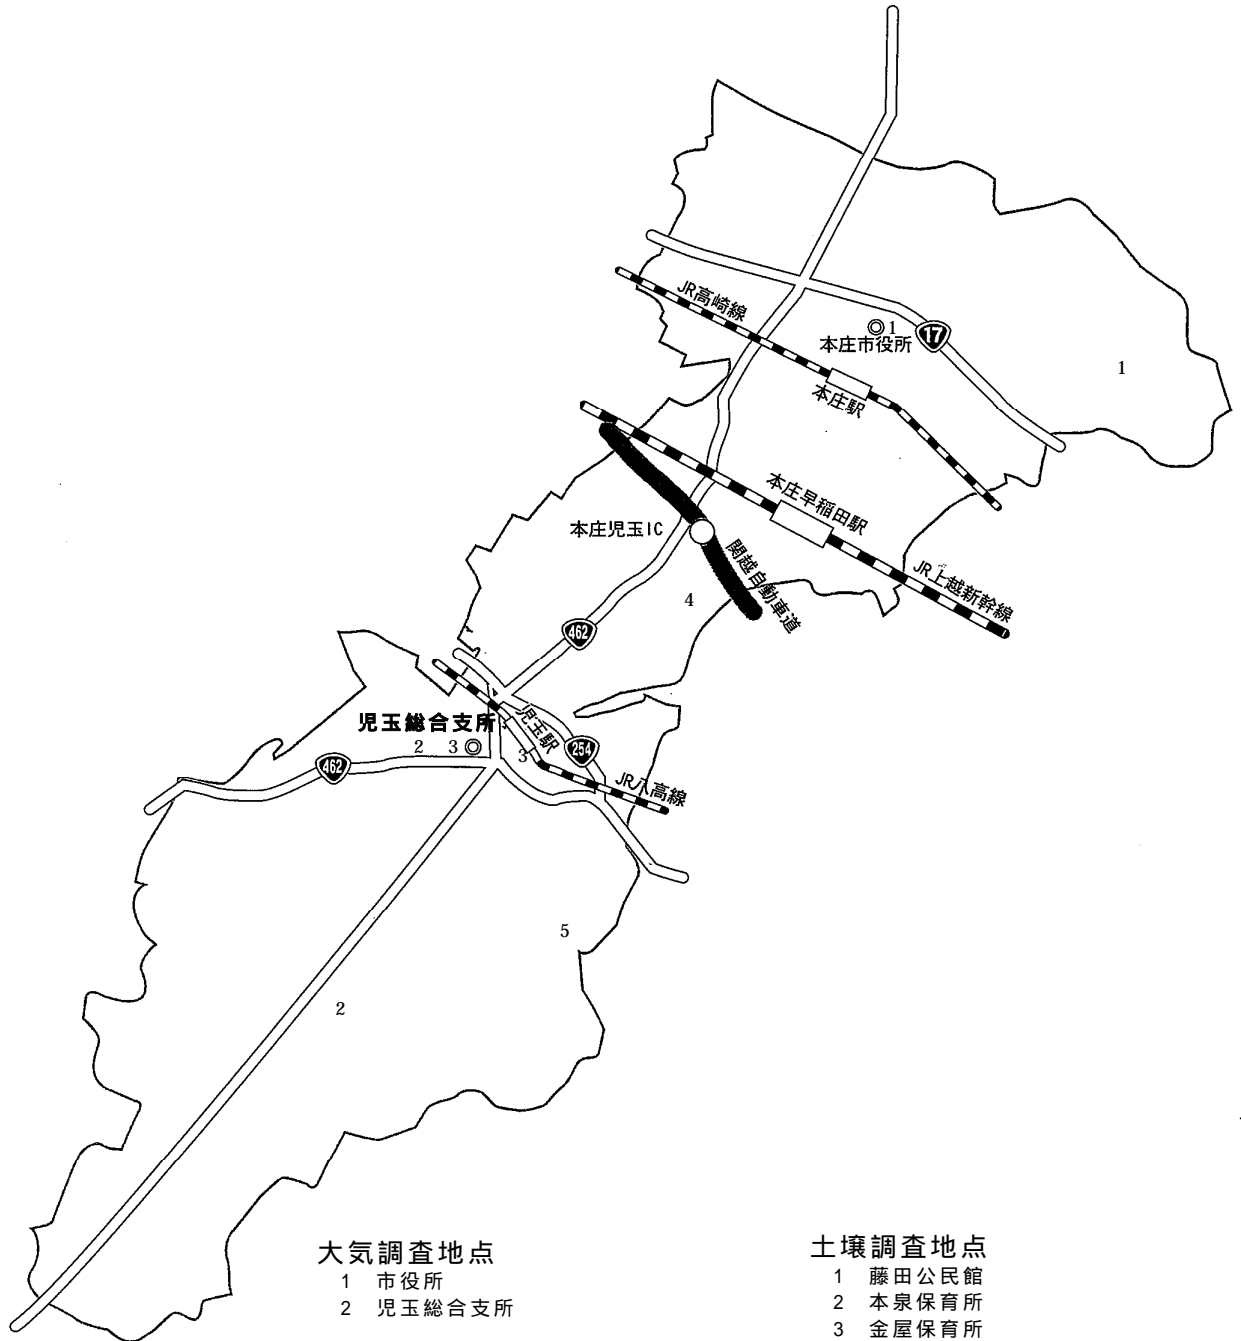 JR高崎線
1
17
本庄市役所
1
本庄駅
本庄早稲田駅
本庄児玉IC
関越自動車道
JR上越新幹線
4
462
児玉総合支所
児玉駅
2 3
3
254
462
JR八高線
5
2
大気調査地点
1 市役所
2 児玉総合支所
土壌調査地点
1 藤田公民館
2 本泉保育所
3 金屋保育所